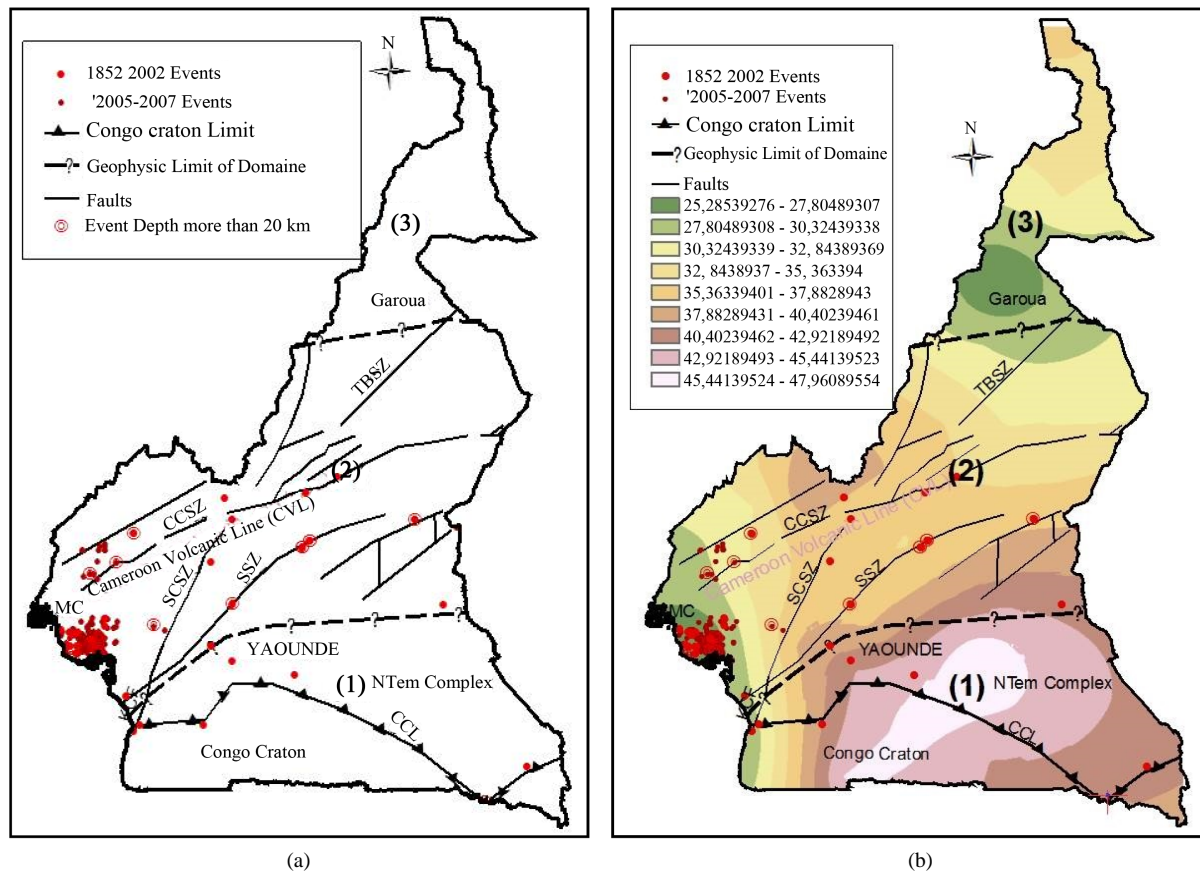 N
1852 2002 Events
'2005-2007 Events
Congo craton Limit
? Geophysic Limit of Domaine
Faults
Event Depth more than 20 km
(3)
Garoua
?
?
TBSZ
(2)
CCSZ
Cameroon Volcanic Line (CVL)
SCSZ
SSZ
MC
?
?
?
?
YAOUNDE
(1)
NTem Complex
CCL
Congo Craton
(a)
N
1852 2002 Events
'2005-2007 Events
Congo craton Limit
? Geophysic Limit of Domaine
Faults
25,28539276 - 27,80489307
27,80489308 - 30,32439338
30,32439339 - 32, 84389369
32, 8438937 - 35, 363394
35,36339401 - 37,8828943
37,88289431 - 40,40239461
40,40239462 - 42,92189492
42,92189493 - 45,44139523
45,44139524 - 47,96089554
(3)
Garoua
?
?
TBSZ
(2)
CCSZ
Cameroon Volcanic Line (CVL)
SCSZ
SSZ
MC
?
?
?
?
YAOUNDE
(1)
NTem Complex
CCL
Congo Craton
(b)